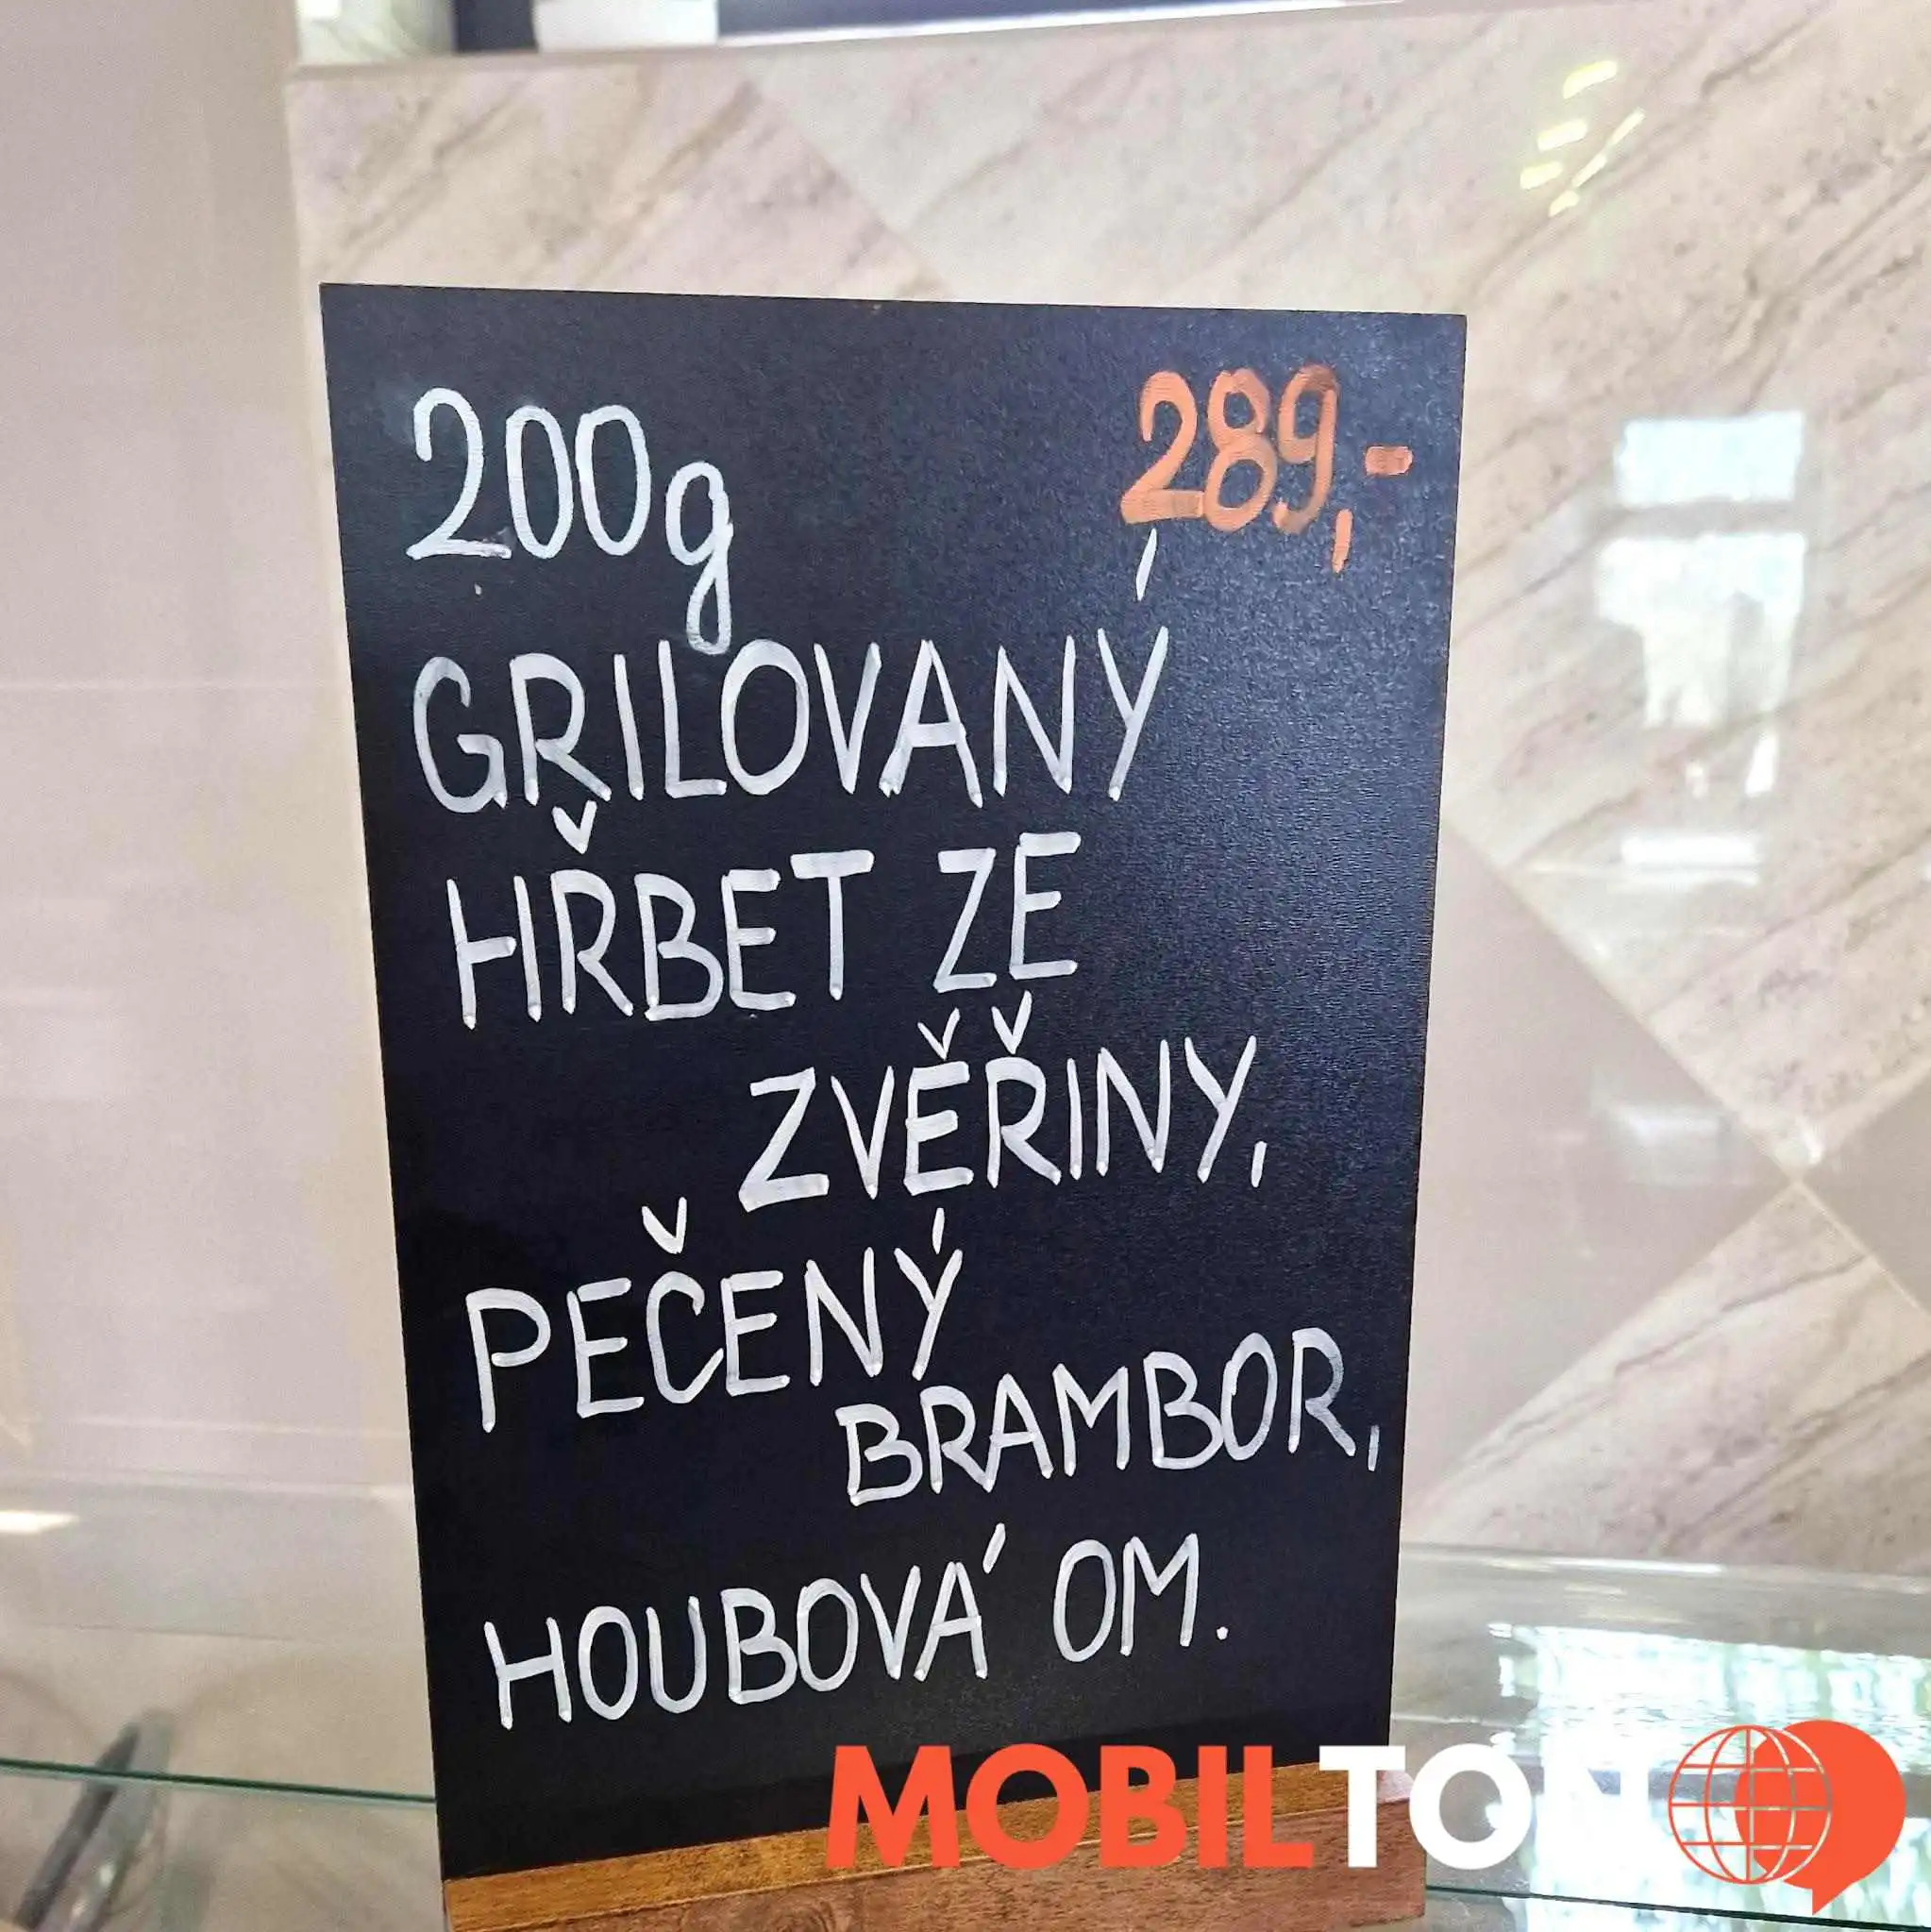 200g 289,-
GRILOVANÝ
HŘBET ZE
ZVĚŘINY,
PEČENÝ
BRAMBOR,
HOUBOVÁ OM.
MOBILTON